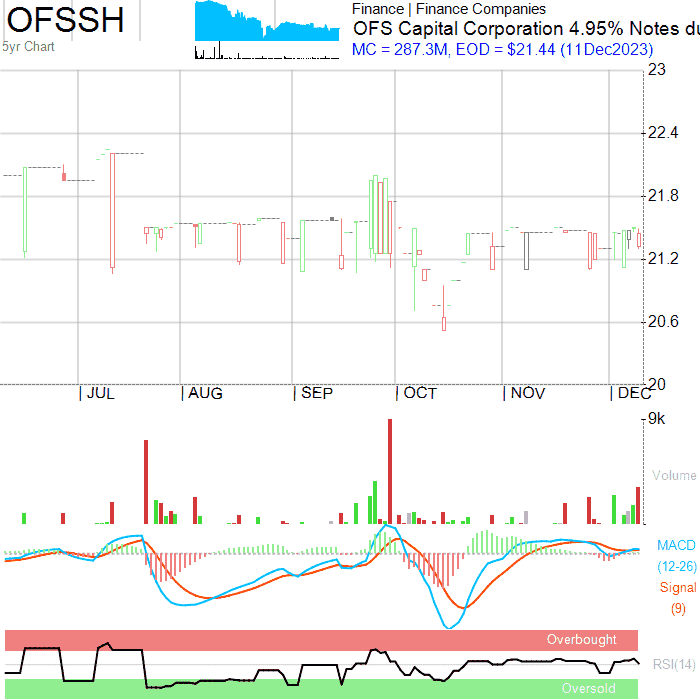 OFSSH
5yr Chart
Finance | Finance Companies
OFS Capital Corporation 4.95% Notes du
MC = 287.3M, EOD = $21.44 (11Dec2023)
23
22.4
21.8
21.2
20.6
20
| JUL | AUG | SEP | OCT | NOV | DEC
9k
Volume
MACD
(12-26)
Signal
(9)
Overbought
RSI(14)
Oversold